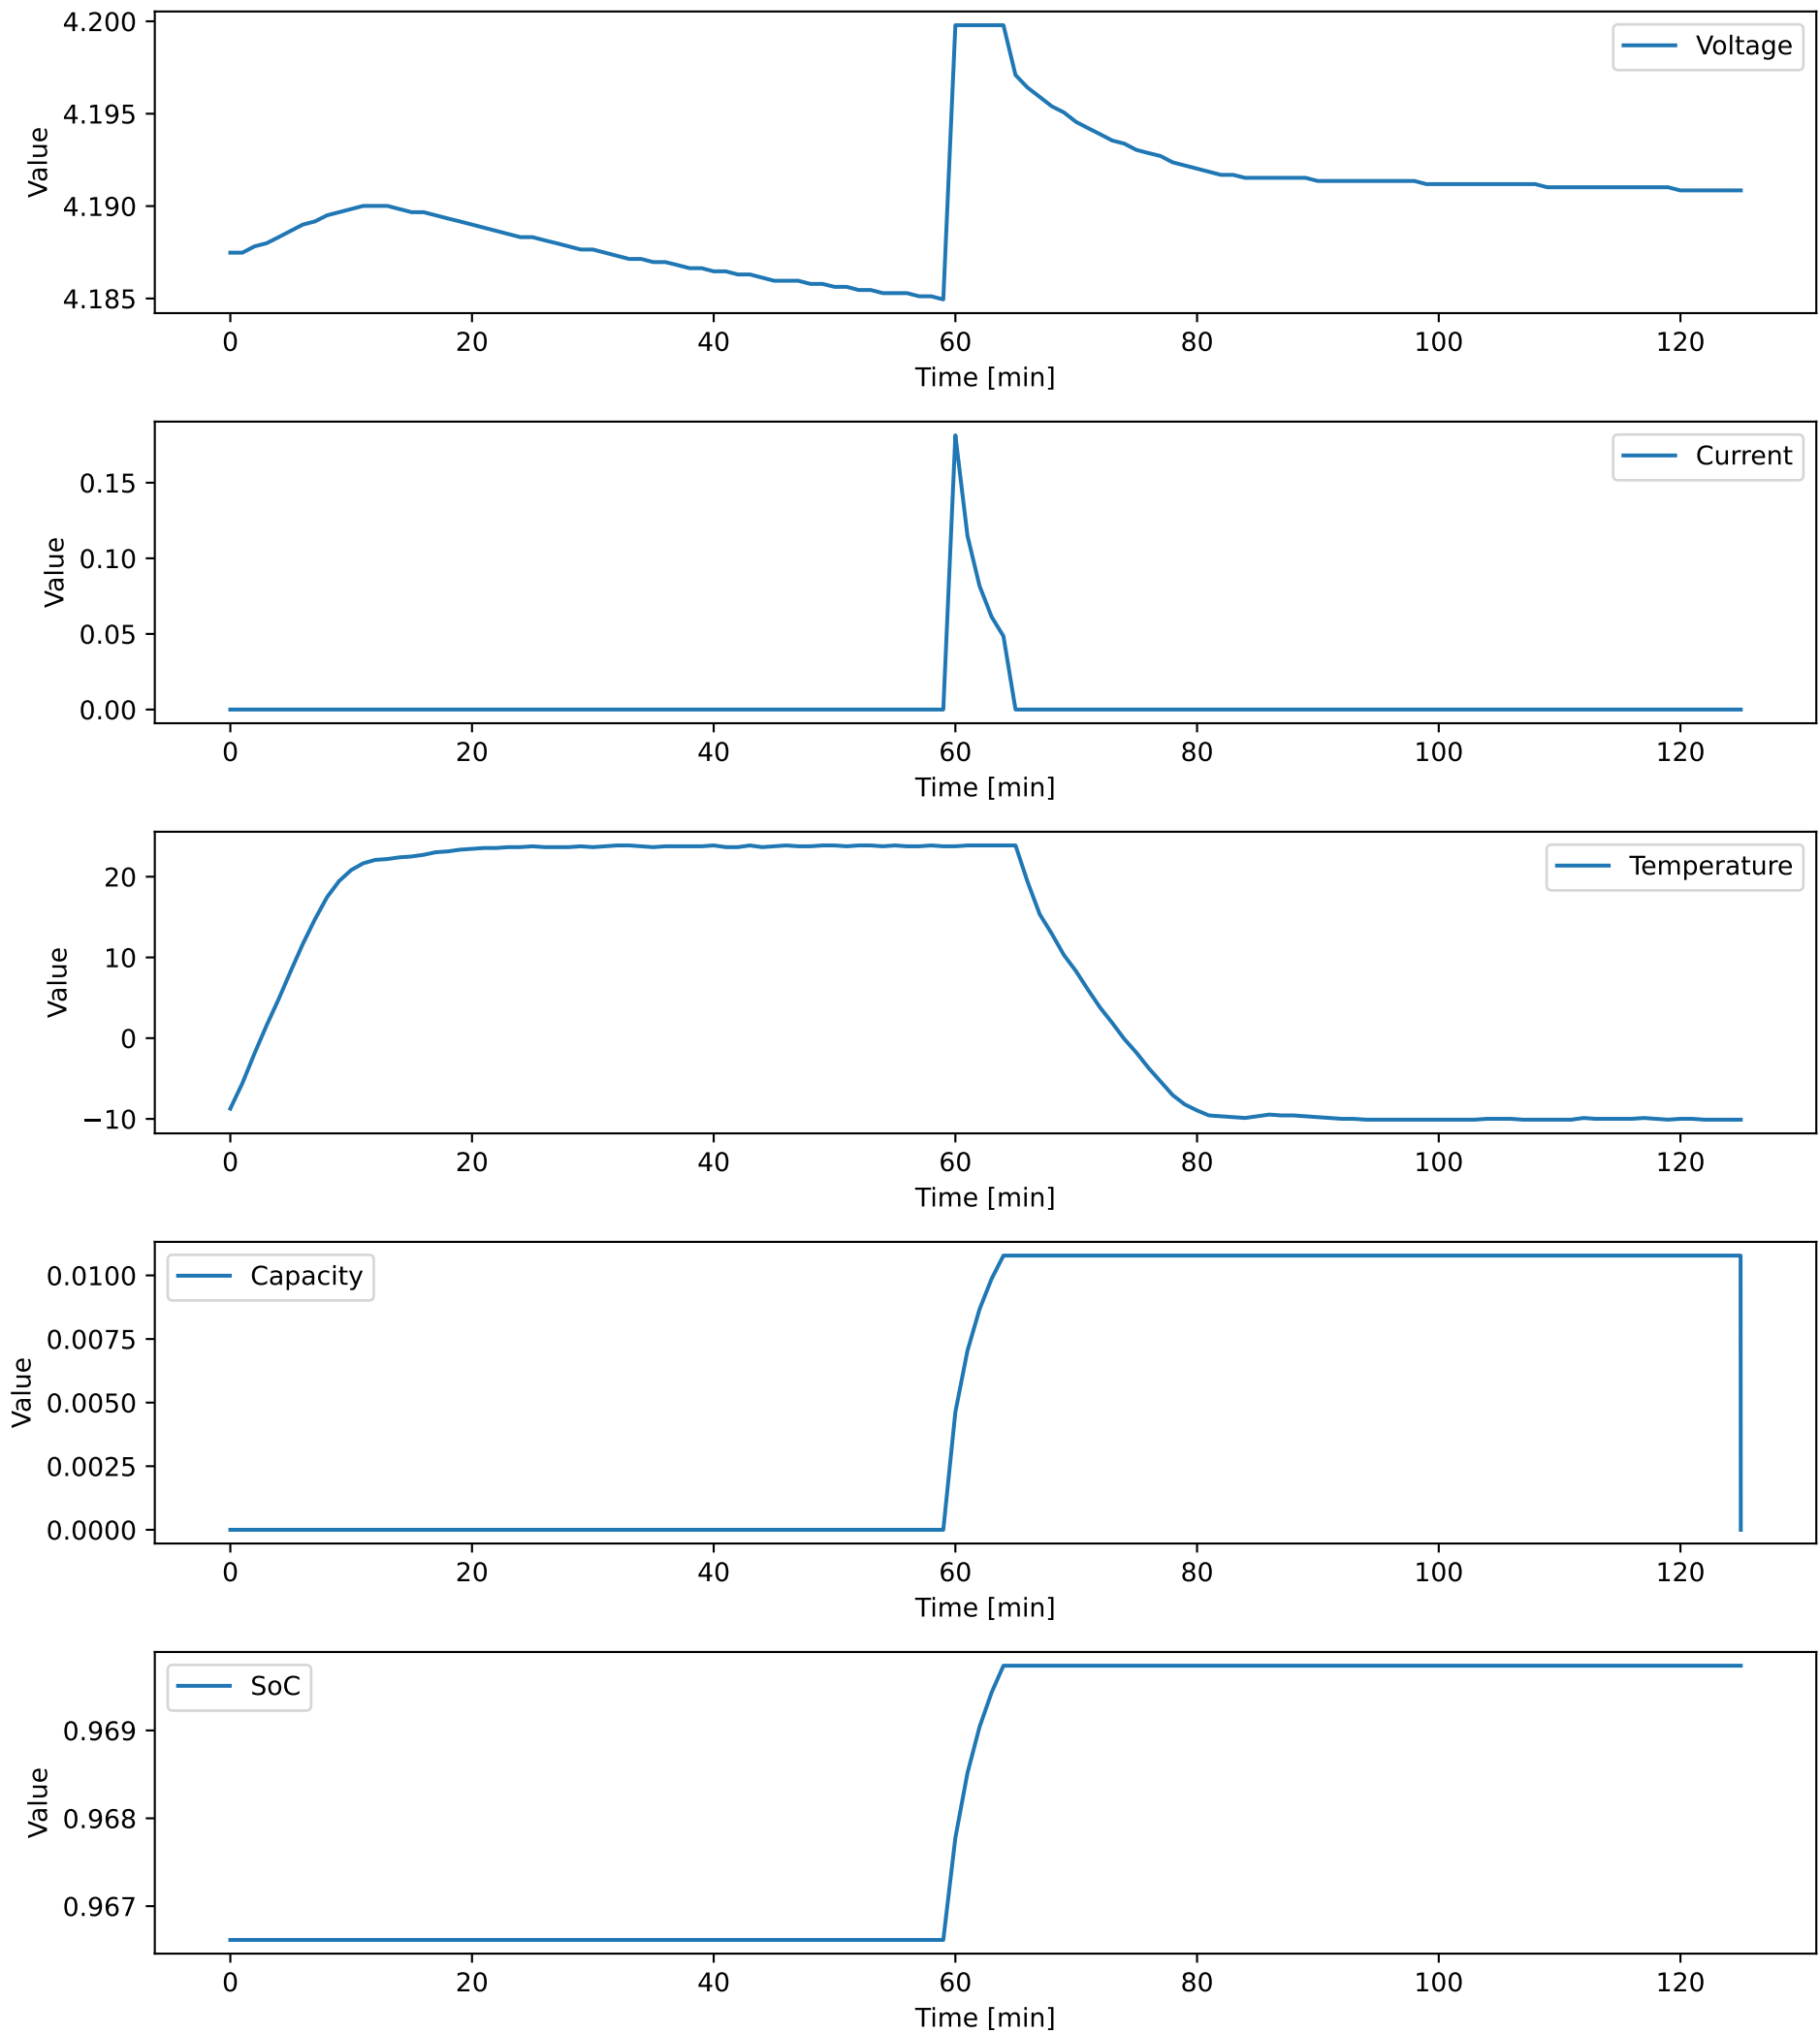 Voltage
4.200
4.195
4.190
4.185
Value
0 20 40 60 80 100 120
Time [min]
Current
0.15
0.10
0.05
0.00
Value
0 20 40 60 80 100 120
Time [min]
Temperature
20
10
0
−10
Value
0 20 40 60 80 100 120
Time [min]
Capacity
0.0100
0.0075
0.0050
0.0025
0.0000
Value
0 20 40 60 80 100 120
Time [min]
SoC
0.969
0.968
0.967
Value
0 20 40 60 80 100 120
Time [min]